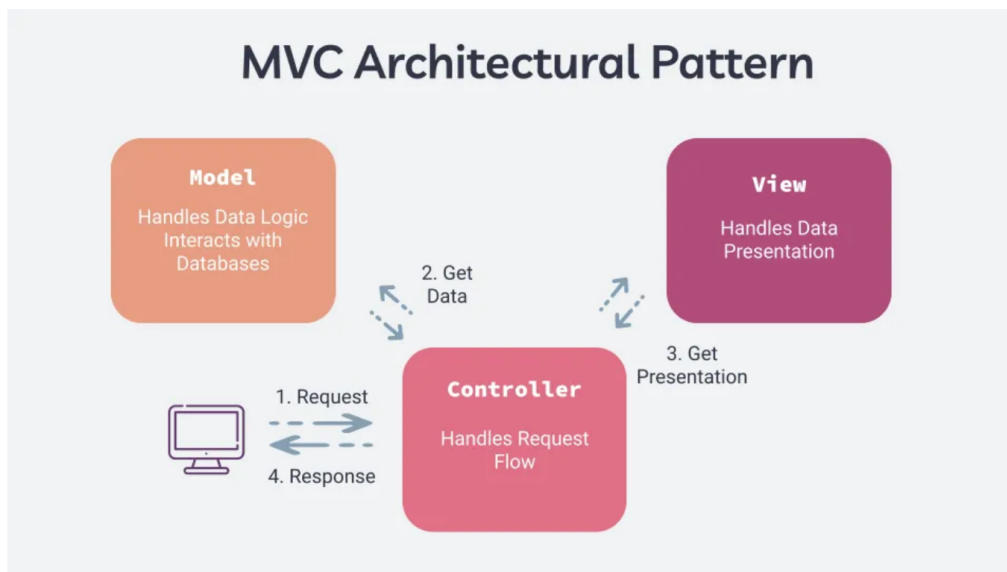 MVC Architectural Pattern
Model
Handles Data Logic
Interacts with
Databases
View
Handles Data
Presentation
2. Get
Data
3. Get
Presentation
Controller
Handles Request
Flow
1. Request
4. Response